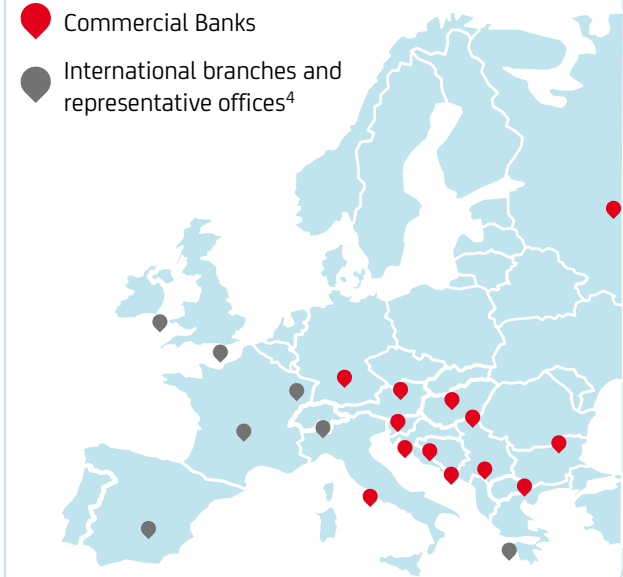 Commercial Banks
International branches and
representative offices⁴